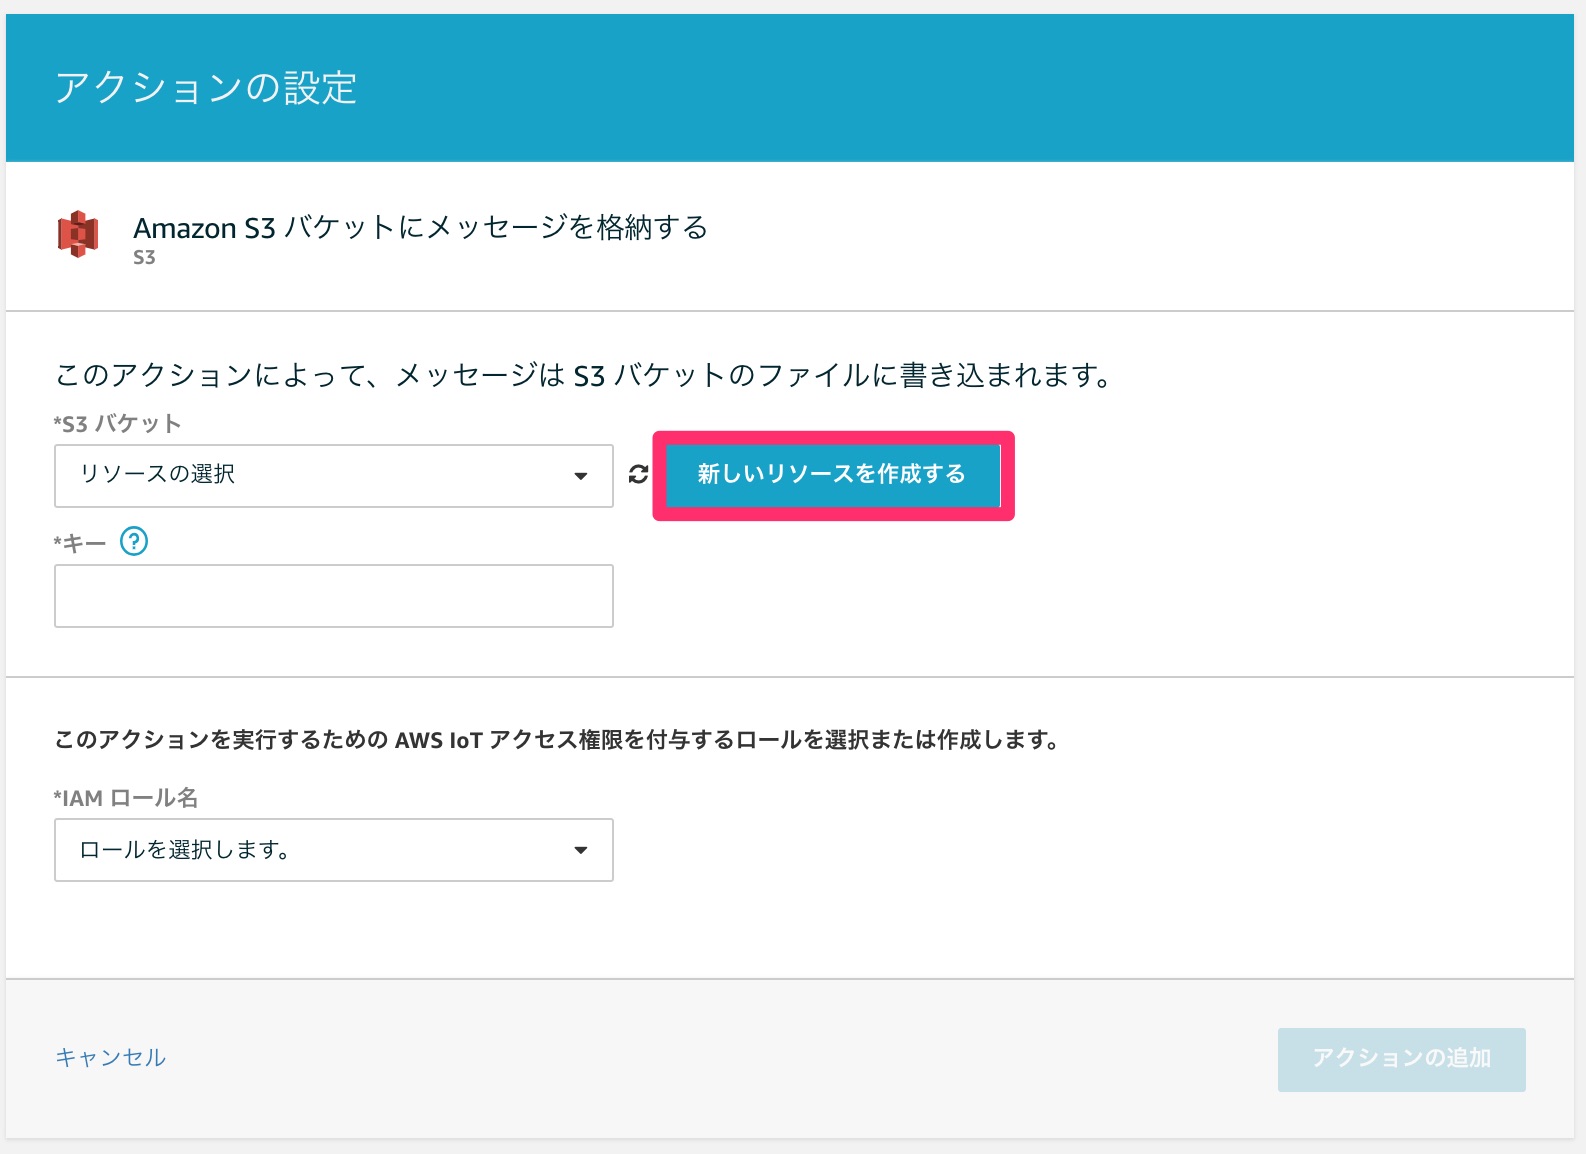 アクションの設定
Amazon S3 バケットにメッセージを格納する
S3
このアクションによって、メッセージは S3 バケットのファイルに書き込まれます。
*S3 バケット
リソースの選択
新しいリソースを作成する
*キー ?
このアクションを実行するための AWS IoT アクセス権限を付与するロールを選択または作成します。
*IAM ロール名
ロールを選択します。
キャンセル
アクションの追加